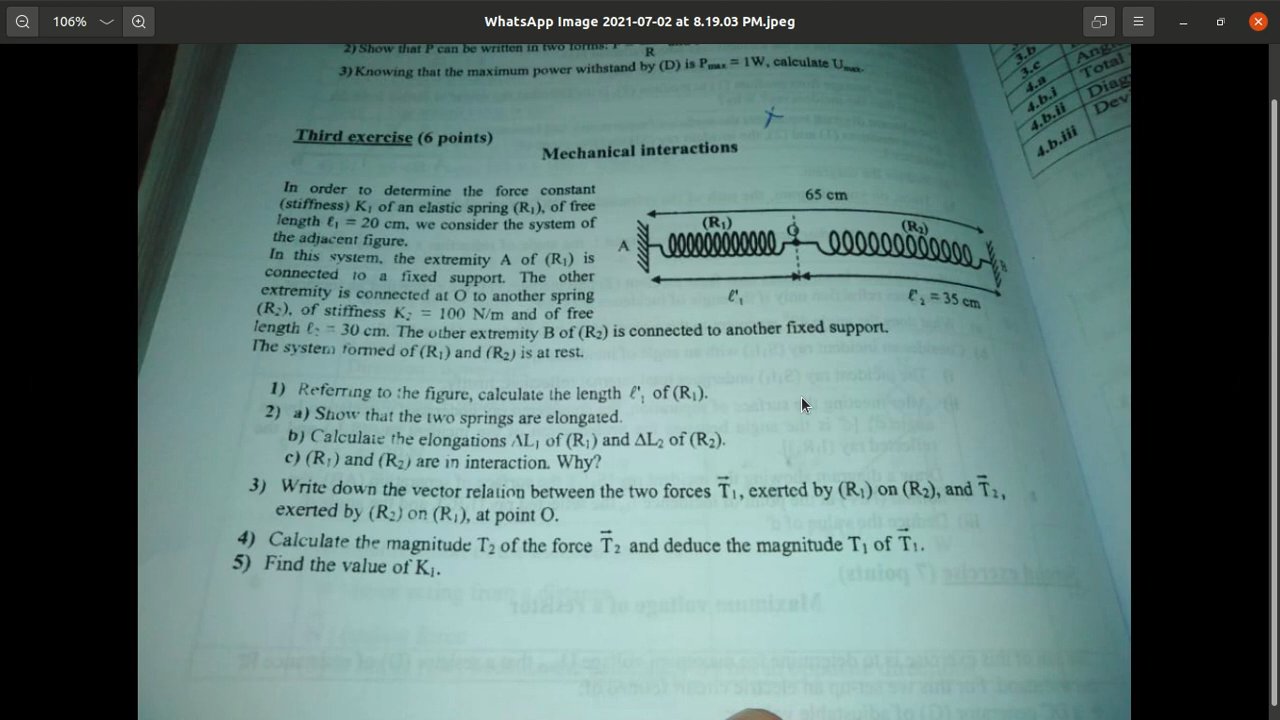 106%
WhatsApp Image 2021-07-02 at 8.19.03 PM.jpeg
2) Show that P can be written in two forms: P = R
3) Knowing that the maximum power withstand by (D) is Pmax = 1W, calculate Umax.
3.b
3.c
4.a Total
4.b.i Diag
4.b.ii Dev
4.b.iii
Third exercise (6 points)
Mechanical interactions
In order to determine the force constant
(stiffness) K₁ of an elastic spring (R₁), of free
length ℓ₁ = 20 cm, we consider the system of
the adjacent figure.
In this system, the extremity A of (R₁) is
connected to a fixed support. The other
extremity is connected at O to another spring
(R₂), of stiffness K₂ = 100 N/m and of free
length ℓ₂ = 30 cm. The other extremity B of (R₂) is connected to another fixed support.
The system formed of (R₁) and (R₂) is at rest.
65 cm
(R₁)
O
(R₂)
A
ℓ'₁
ℓ'₂ = 35 cm
1) Referring to the figure, calculate the length ℓ'₁ of (R₁).
2) a) Show that the two springs are elongated.
b) Calculate the elongations ΔL₁ of (R₁) and ΔL₂ of (R₂).
c) (R₁) and (R₂) are in interaction. Why?
3) Write down the vector relation between the two forces T⃗₁, exerted by (R₁) on (R₂), and T⃗₂,
exerted by (R₂) on (R₁), at point O.
4) Calculate the magnitude T₂ of the force T⃗₂ and deduce the magnitude T₁ of T⃗₁.
5) Find the value of K₁.